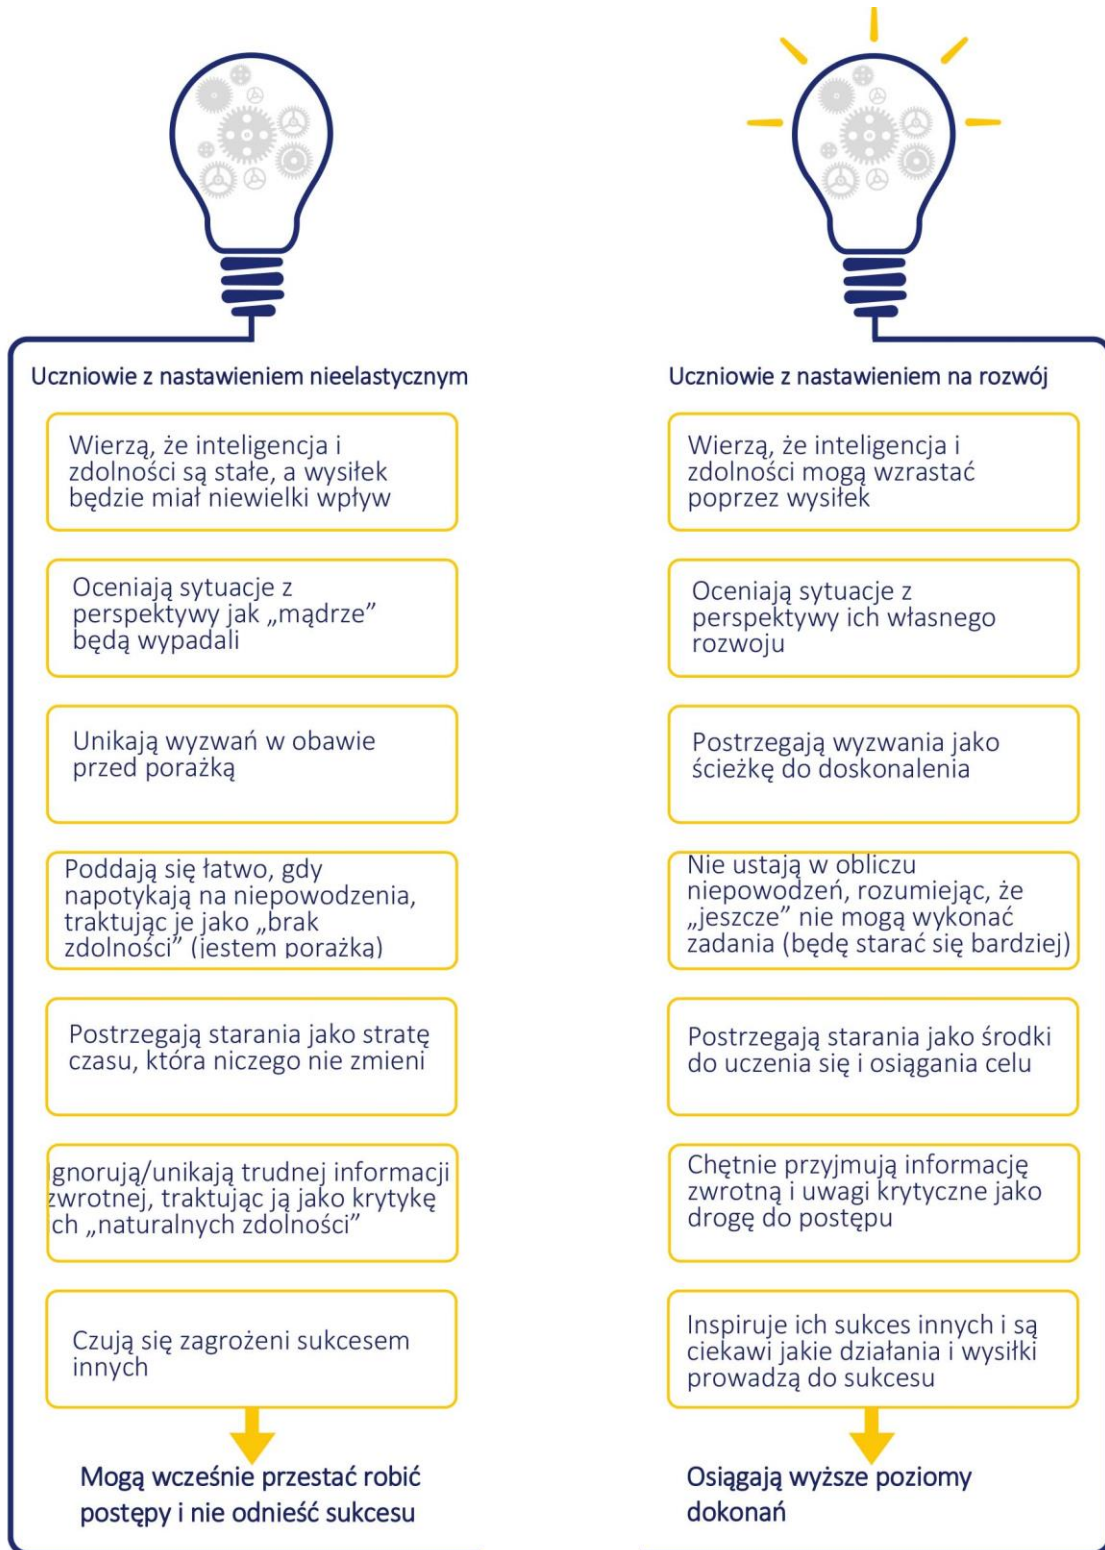 Uczniowie z nastawieniem nieelastycznym
Wierzą, że inteligencja i
zdolności są stałe, a wysiłek
będzie miał niewielki wpływ
Oceniają sytuacje z
perspektywy jak „mądrze”
będą wypadali
Unikają wyzwań w obawie
przed porażką
Poddają się łatwo, gdy
napotykają na niepowodzenia,
traktując je jako „brak
zdolności” (jestem porażką)
Postrzegają starania jako stratę
czasu, która niczego nie zmieni
gnorują/unikają trudnej informacji
zwrotnej, traktując ją jako krytykę
ch „naturalnych zdolności”
Czują się zagrożeni sukcesem
innych
Mogą wcześnie przestać robić
postępy i nie odnieść sukcesu
Uczniowie z nastawieniem na rozwój
Wierzą, że inteligencja i
zdolności mogą wzrastać
poprzez wysiłek
Oceniają sytuacje z
perspektywy ich własnego
rozwoju
Postrzegają wyzwania jako
ścieżkę do doskonalenia
Nie ustają w obliczu
niepowodzeń, rozumiejąc, że
„jeszcze” nie mogą wykonać
zadania (będę starać się bardziej)
Postrzegają starania jako środki
do uczenia się i osiągania celu
Chętnie przyjmują informację
zwrotną i uwagi krytyczne jako
drogę do postępu
Inspiruje ich sukces innych i są
ciekawi jakie działania i wysiłki
prowadzą do sukcesu
Osiągają wyższe poziomy
dokonań